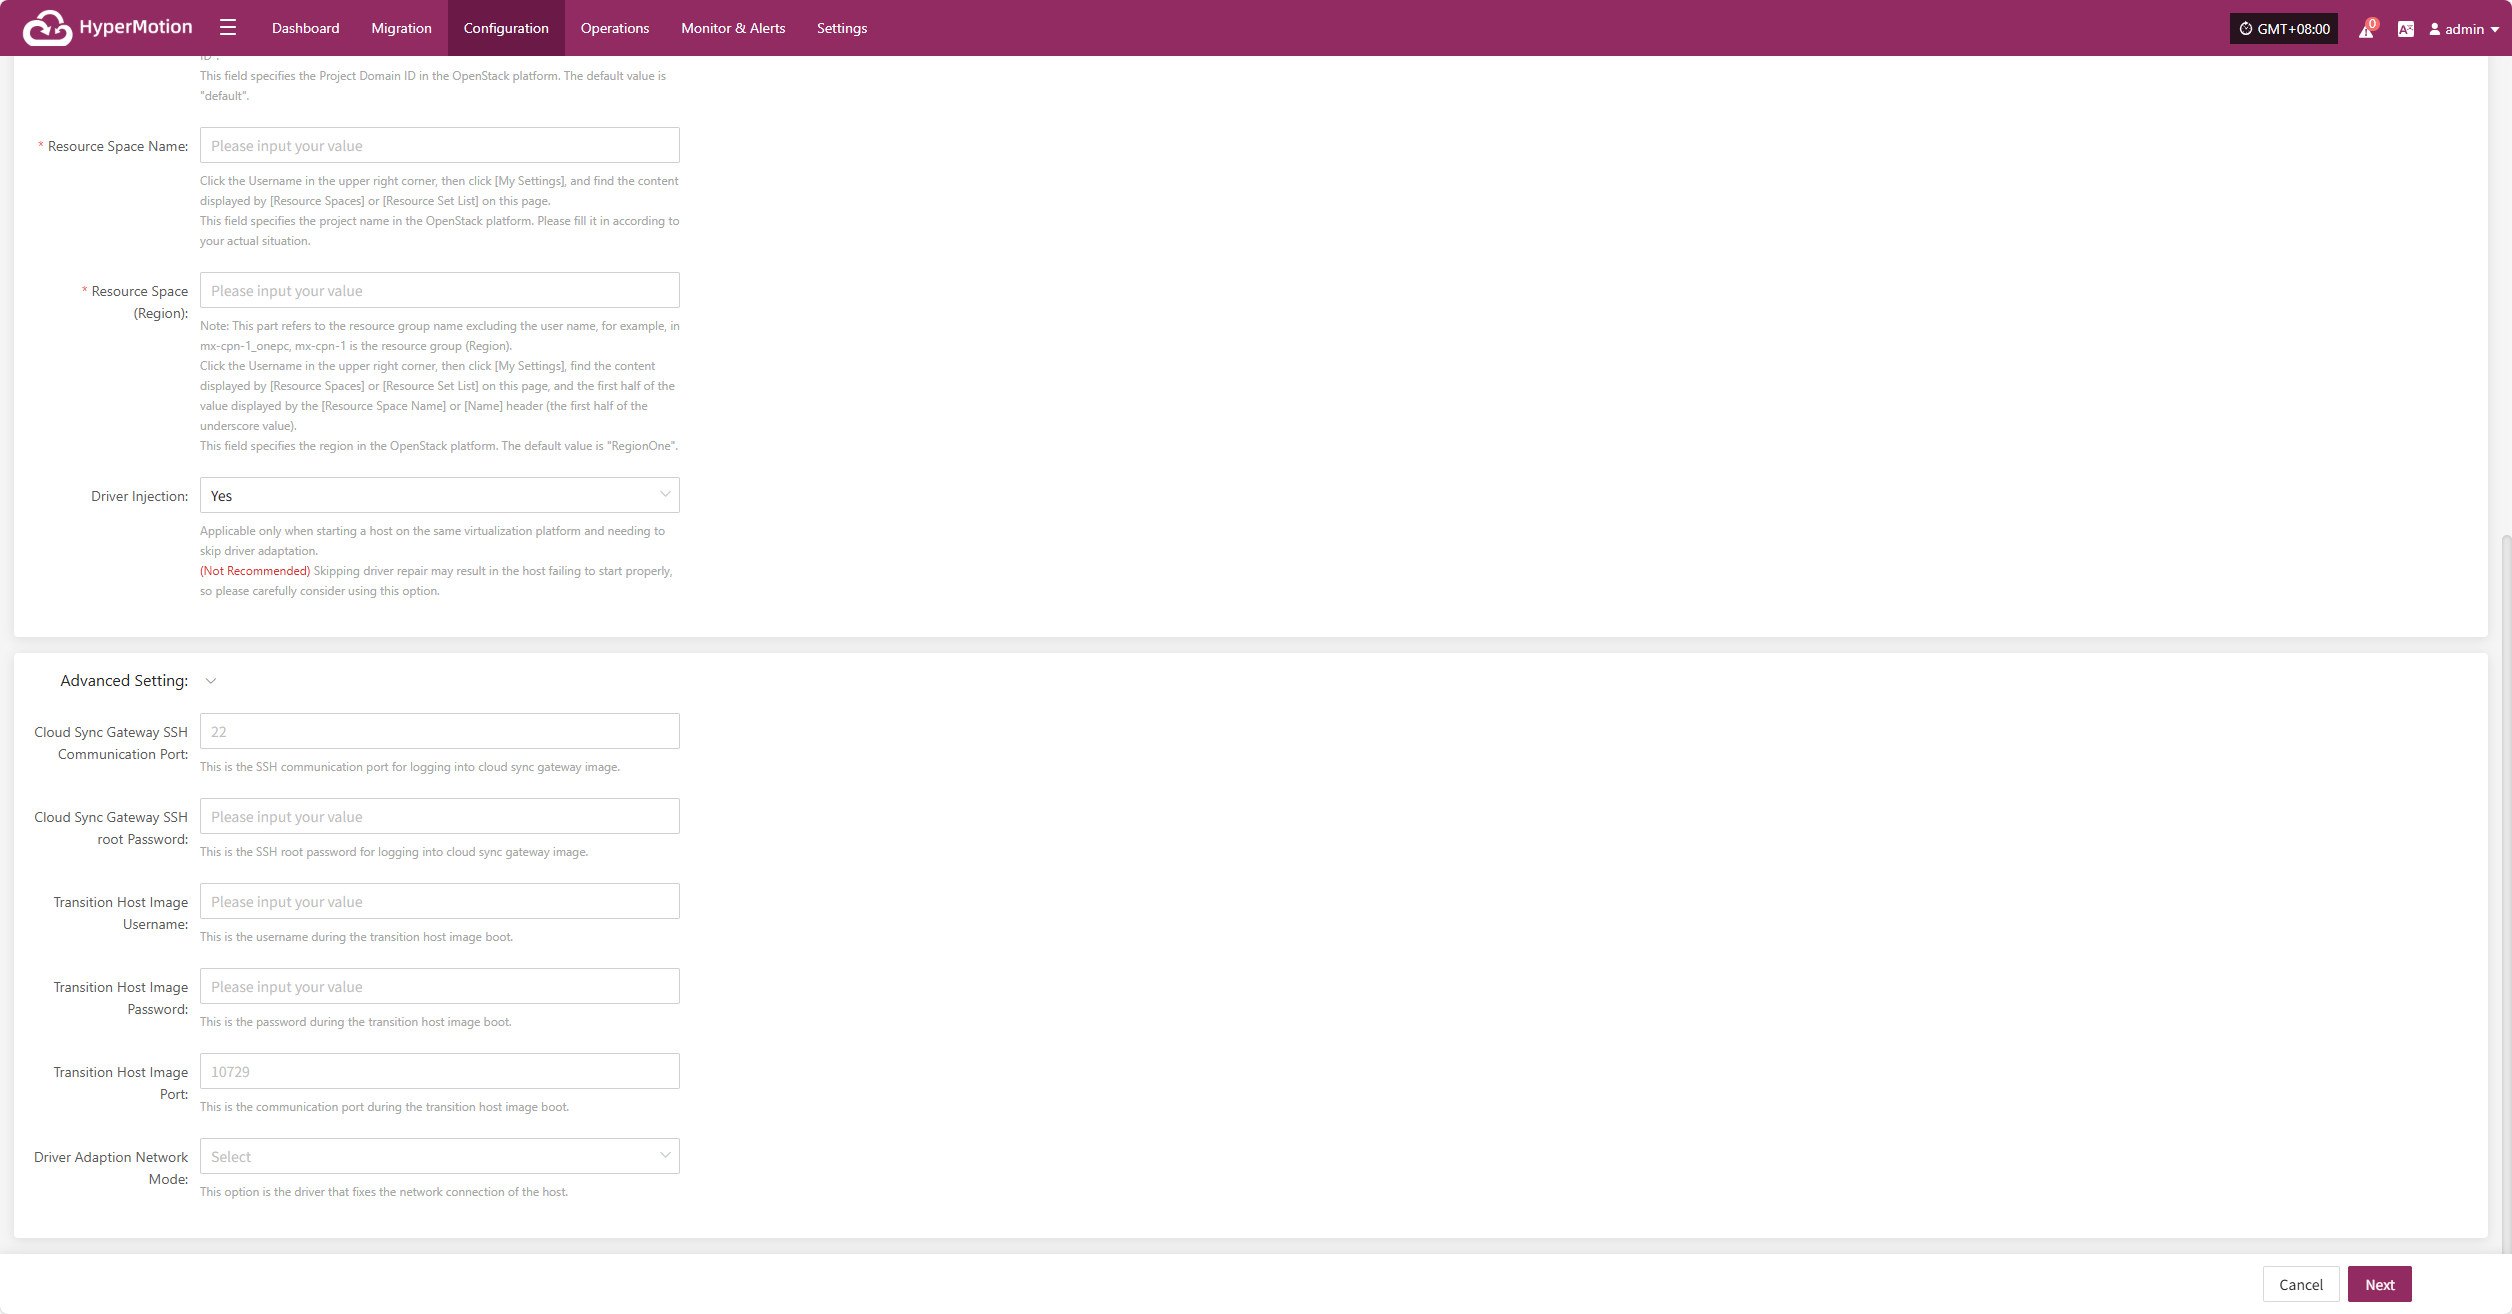 HyperMotion
Dashboard
Migration
Configuration
Operations
Monitor & Alerts
Settings
GMT+08:00
0
admin
ID".
This field specifies the Project Domain ID in the OpenStack platform. The default value is
"default".
* Resource Space Name:
Please input your value
Click the Username in the upper right corner, then click [My Settings], and find the content
displayed by [Resource Spaces] or [Resource Set List] on this page.
This field specifies the project name in the OpenStack platform. Please fill it in according to
your actual situation.
* Resource Space
(Region):
Please input your value
Note: This part refers to the resource group name excluding the user name, for example, in
mx-cpn-1_onepc, mx-cpn-1 is the resource group (Region).
Click the Username in the upper right corner, then click [My Settings], find the content
displayed by [Resource Spaces] or [Resource Set List] on this page, and the first half of the
value displayed by the [Resource Space Name] or [Name] header (the first half of the
underscore value).
This field specifies the region in the OpenStack platform. The default value is "RegionOne".
Driver Injection:
Yes
Applicable only when starting a host on the same virtualization platform and needing to
skip driver adaptation.
(Not Recommended) Skipping driver repair may result in the host failing to start properly,
so please carefully consider using this option.
Advanced Setting:
Cloud Sync Gateway SSH
Communication Port:
22
This is the SSH communication port for logging into cloud sync gateway image.
Cloud Sync Gateway SSH
root Password:
Please input your value
This is the SSH root password for logging into cloud sync gateway image.
Transition Host Image
Username:
Please input your value
This is the username during the transition host image boot.
Transition Host Image
Password:
Please input your value
This is the password during the transition host image boot.
Transition Host Image
Port:
10729
This is the communication port during the transition host image boot.
Driver Adaption Network
Mode:
Select
This option is the driver that fixes the network connection of the host.
Cancel
Next